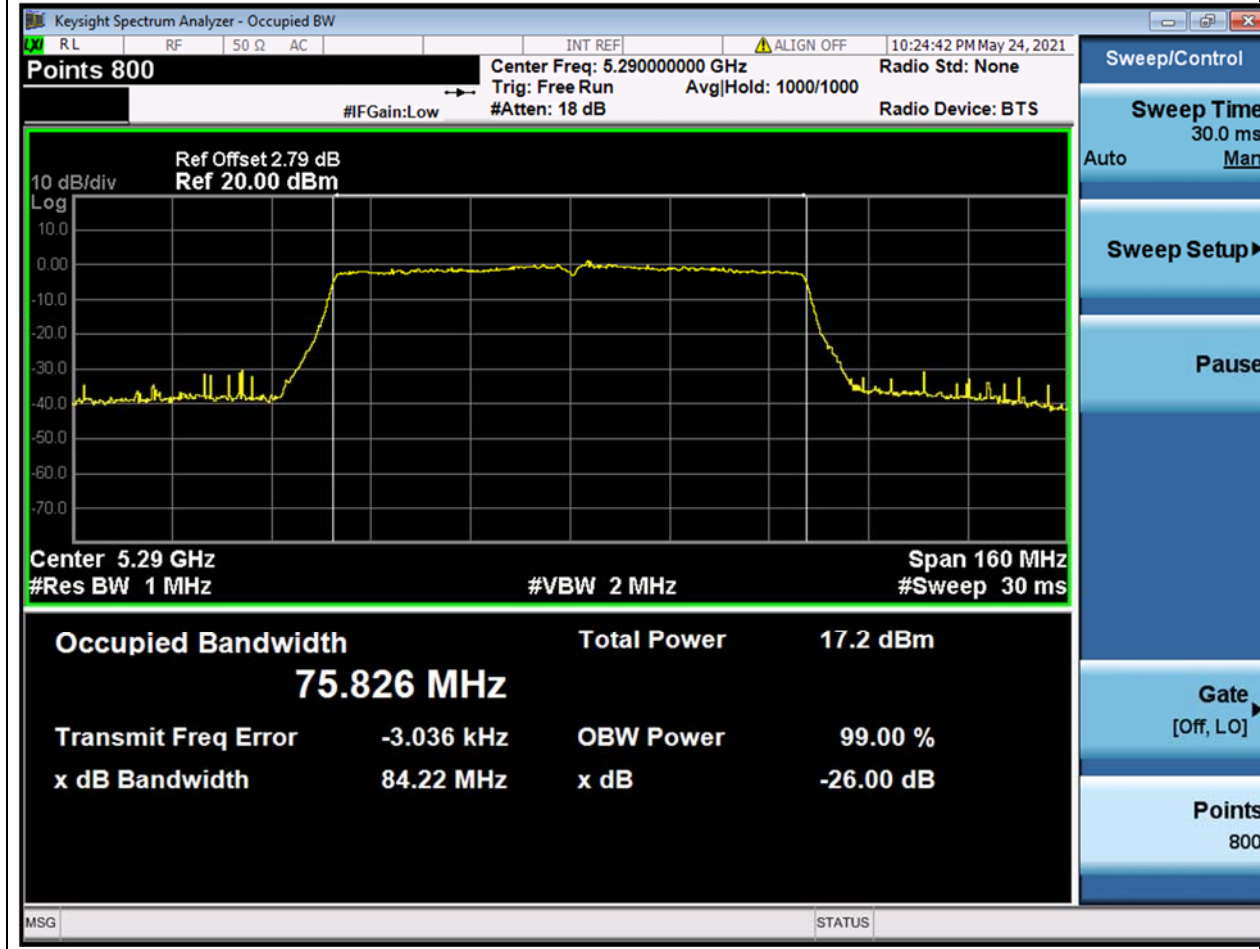 Keysight Spectrum Analyzer - Occupied BW
LXI RL RF 50 Ω AC INT REF ALIGN OFF 10:24:42 PM May 24, 2021
Points 800
Center Freq: 5.290000000 GHz Radio Std: None
Trig: Free Run Avg|Hold: 1000/1000
#IFGain:Low #Atten: 18 dB Radio Device: BTS
Ref Offset 2.79 dB
10 dB/div Ref 20.00 dBm
Log
10.0
0.00
-10.0
-20.0
-30.0
-40.0
-50.0
-60.0
-70.0
Center 5.29 GHz Span 160 MHz
#Res BW 1 MHz #VBW 2 MHz #Sweep 30 ms
Occupied Bandwidth Total Power 17.2 dBm
75.826 MHz
Transmit Freq Error -3.036 kHz OBW Power 99.00 %
x dB Bandwidth 84.22 MHz x dB -26.00 dB
MSG STATUS
Sweep/Control
Sweep Time
30.0 ms
Auto Man
Sweep Setup
Pause
Gate
[Off, LO]
Points
800